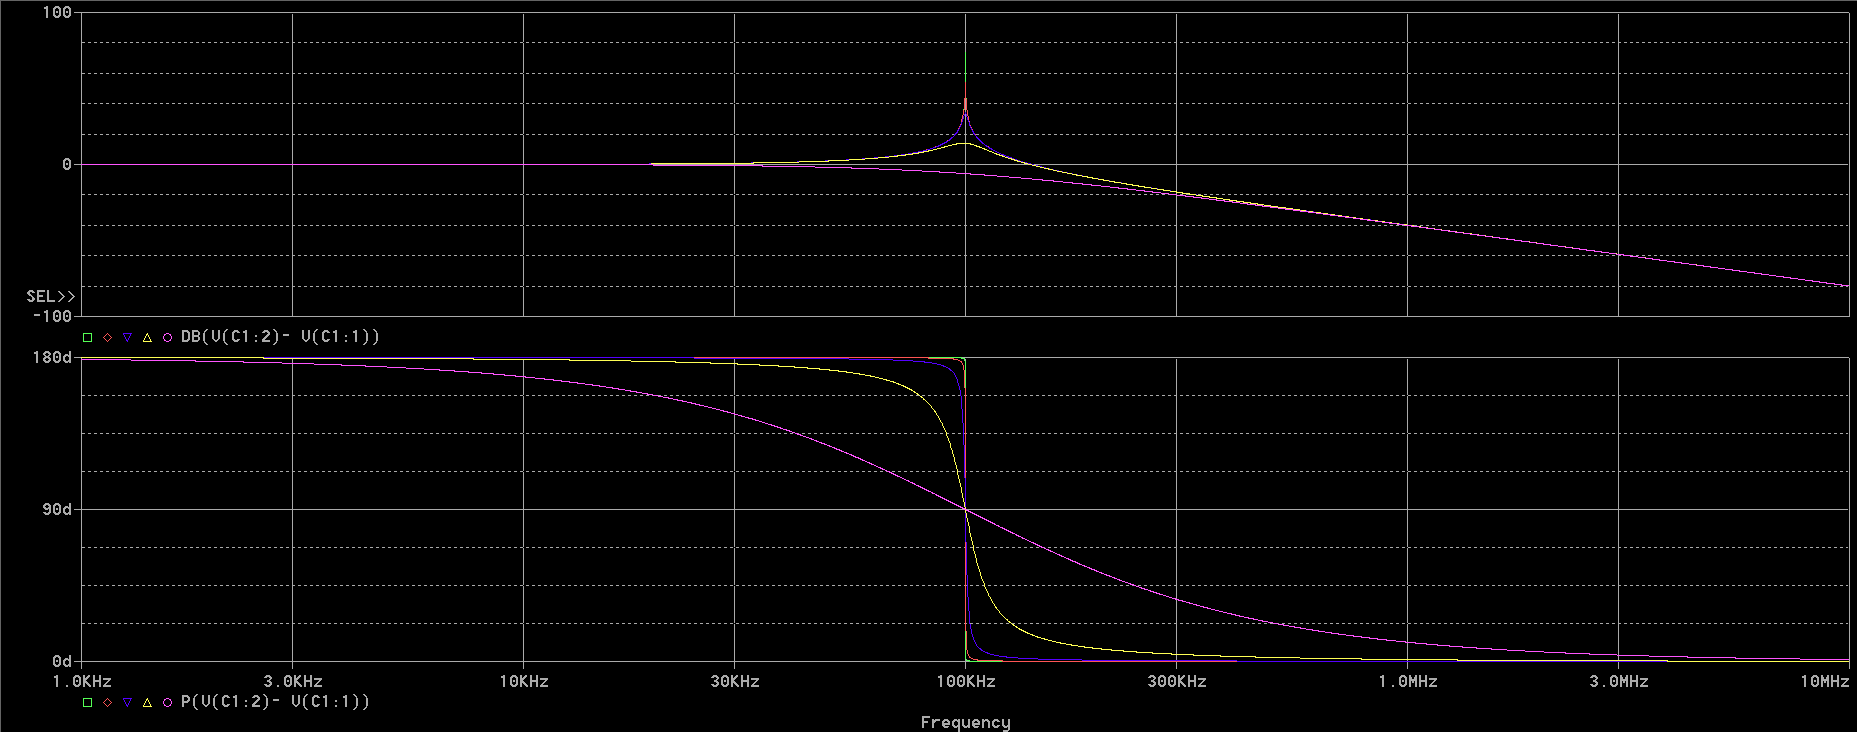 100
0
SEL>>
-100
DB(V(C1:2)- V(C1:1))
180d
90d
0d
1.0KHz 3.0KHz 10KHz 30KHz 100KHz 300KHz 1.0MHz 3.0MHz 10MHz
P(V(C1:2)- V(C1:1))
Frequency